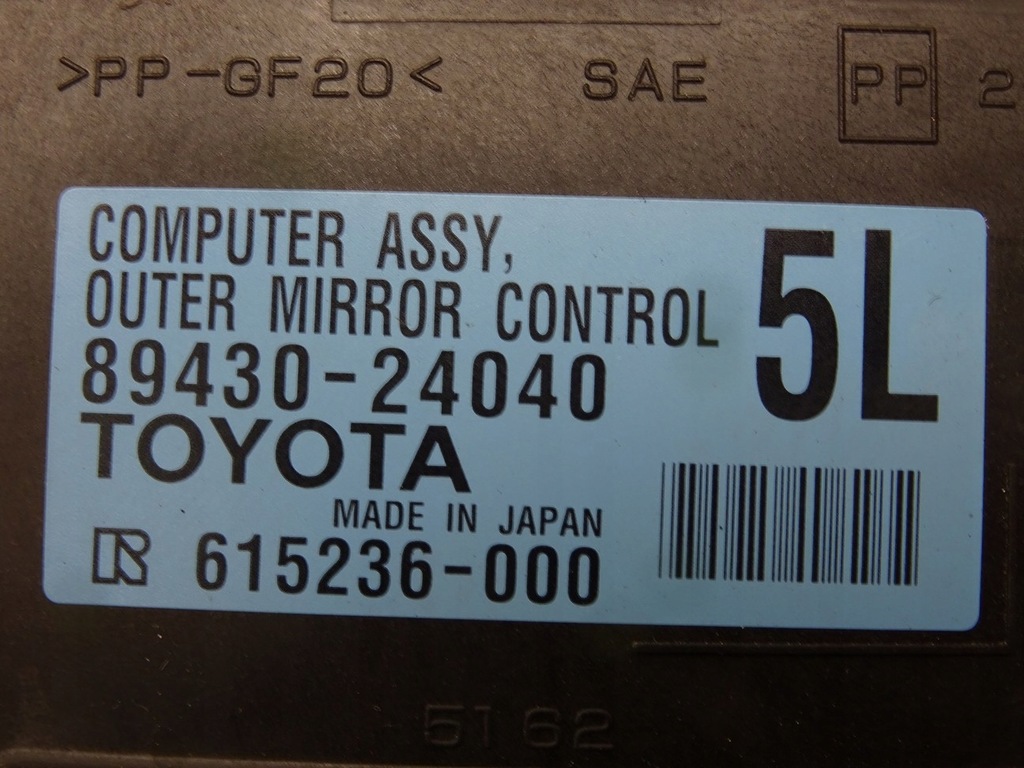 >PP-GF20< SAE PP 2
COMPUTER ASSY,
OUTER MIRROR CONTROL
5L
89430-24040
TOYOTA
MADE IN JAPAN
R 615236-000
5162